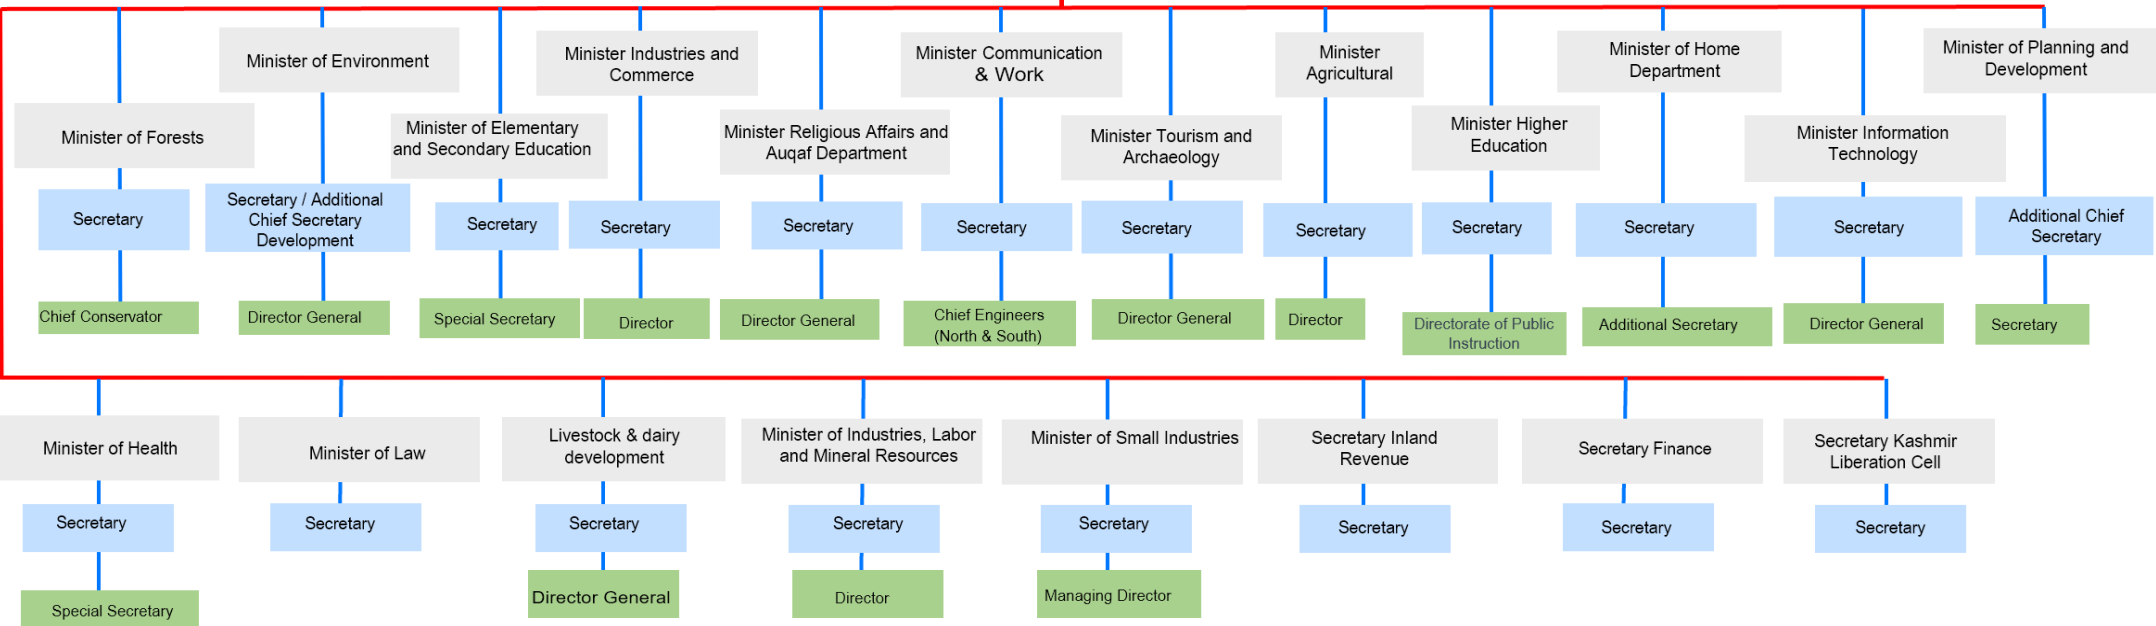 Minister of Forests
Secretary
Chief Conservator
Minister of Environment
Secretary / Additional
Chief Secretary
Development
Director General
Minister of Elementary
and Secondary Education
Secretary
Special Secretary
Minister Industries and
Commerce
Secretary
Director
Minister Religious Affairs and
Auqaf Department
Secretary
Director General
Minister Communication
& Work
Secretary
Chief Engineers
(North & South)
Minister Tourism and
Archaeology
Secretary
Director General
Minister
Agricultural
Secretary
Director
Minister Higher
Education
Secretary
Directorate of Public
Instruction
Minister of Home
Department
Secretary
Additional Secretary
Minister Information
Technology
Secretary
Director General
Minister of Planning and
Development
Additional Chief
Secretary
Secretary
Minister of Health
Secretary
Special Secretary
Minister of Law
Secretary
Livestock & dairy
development
Secretary
Director General
Minister of Industries, Labor
and Mineral Resources
Secretary
Director
Minister of Small Industries
Secretary
Managing Director
Secretary Inland
Revenue
Secretary
Secretary Finance
Secretary
Secretary Kashmir
Liberation Cell
Secretary